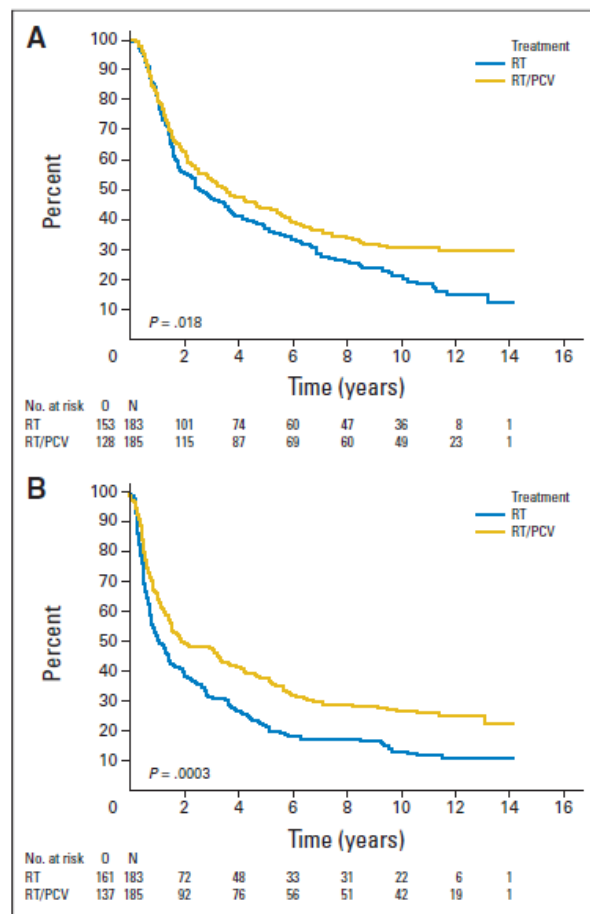 A
Treatment
RT
RT/PCV
100
90
80
70
60
50
40
30
20
10
Percent
P = .018
0 2 4 6 8 10 12 14 16
Time (years)
No. at risk O N
RT 153 183 101 74 60 47 36 8 1
RT/PCV 128 185 115 87 69 60 49 23 1
B
Treatment
RT
RT/PCV
100
90
80
70
60
50
40
30
20
10
Percent
P = .0003
0 2 4 6 8 10 12 14 16
Time (years)
No. at risk O N
RT 161 183 72 48 33 31 22 6 1
RT/PCV 137 185 92 76 56 51 42 19 1